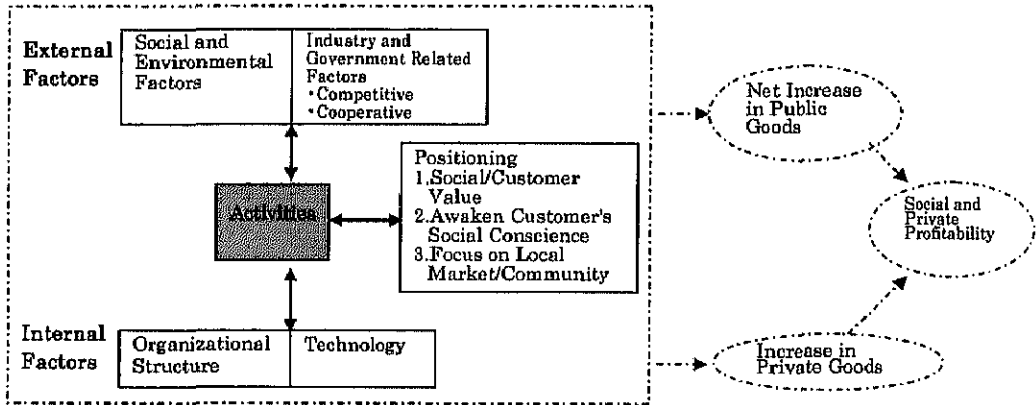 External
Factors
Social and
Environmental
Factors
Industry and
Government Related
Factors
・Competitive
・Cooperative
Activities
Positioning
1.Social/Customer
Value
2.Awaken Customer's
Social Conscience
3.Focus on Local
Market/Community
Internal
Factors
Organizational
Structure
Technology
Net Increase
in Public
Goods
Social and
Private
Profitability
Increase in
Private Goods